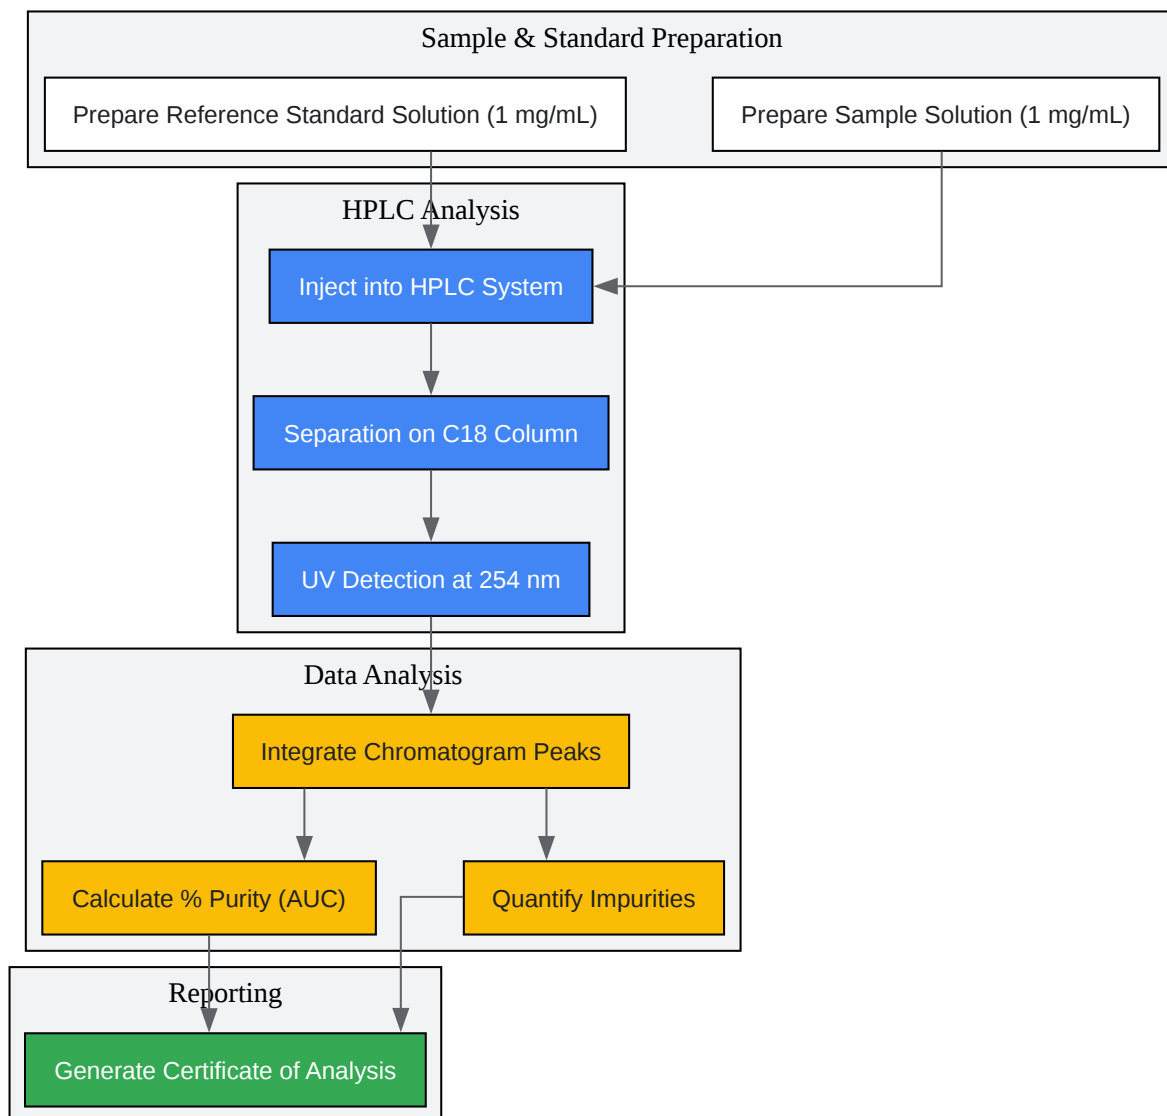 Sample & Standard Preparation
Prepare Reference Standard Solution (1 mg/mL)
Prepare Sample Solution (1 mg/mL)
HPLC Analysis
Inject into HPLC System
Separation on C18 Column
UV Detection at 254 nm
Data Analysis
Integrate Chromatogram Peaks
Calculate % Purity (AUC)
Quantify Impurities
Reporting
Generate Certificate of Analysis